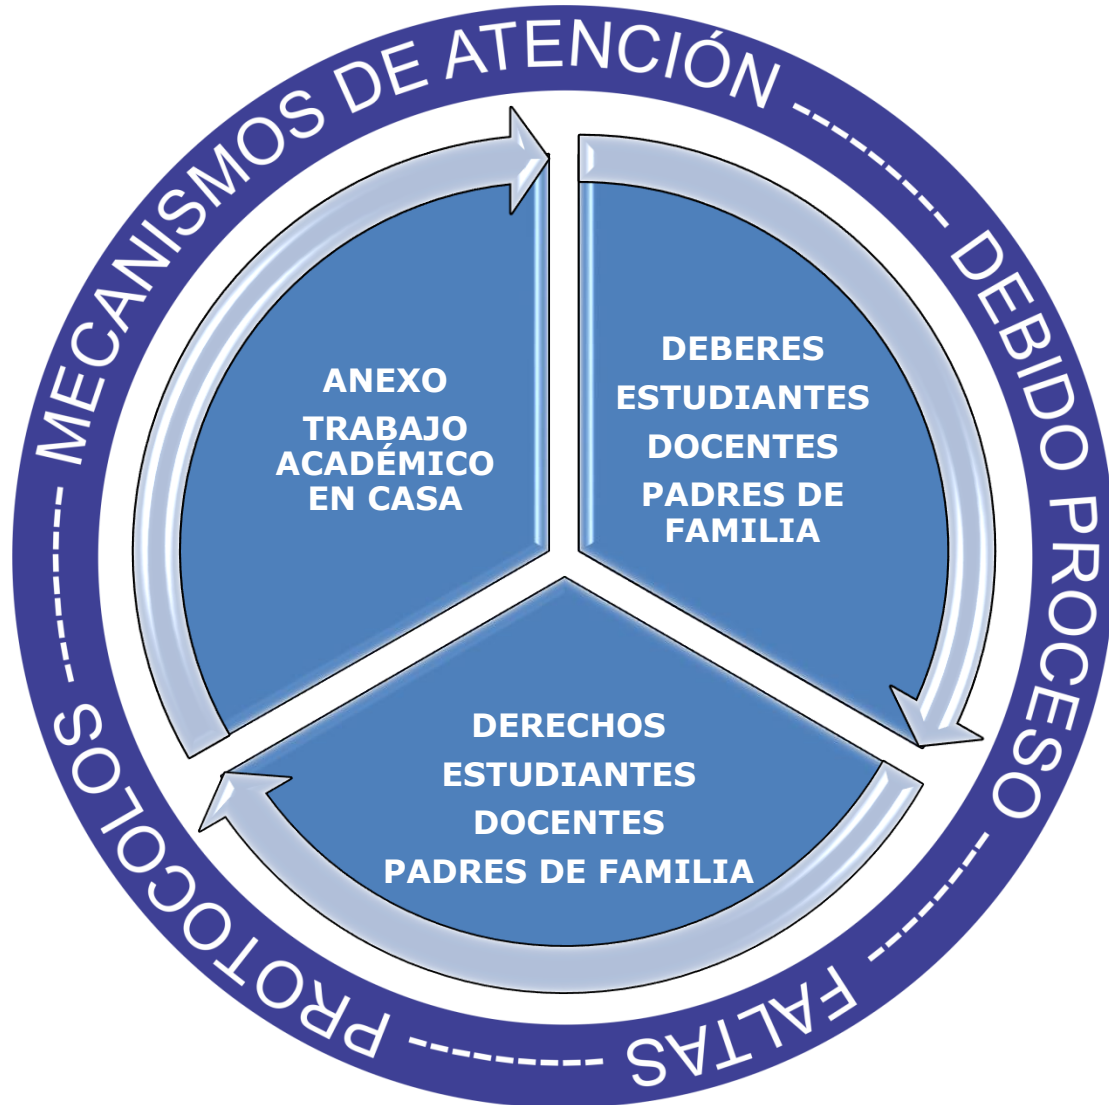 MECANISMOS DE ATENCIÓN --------- DEBIDO PROCESO --------- FALTAS --------- PROTOCOLOS ---------
ANEXO
TRABAJO
ACADÉMICO
EN CASA
DEBERES
ESTUDIANTES
DOCENTES
PADRES DE
FAMILIA
DERECHOS
ESTUDIANTES
DOCENTES
PADRES DE FAMILIA